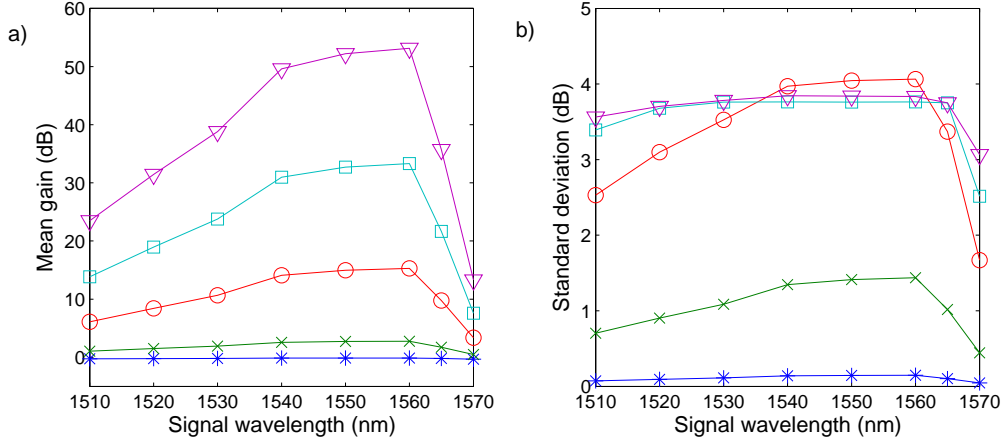 a)
Mean gain (dB)
60
50
40
30
20
10
0
1510 1520 1530 1540 1550 1560 1570
Signal wavelength (nm)
b)
Standard deviation (dB)
5
4
3
2
1
0
1510 1520 1530 1540 1550 1560 1570
Signal wavelength (nm)